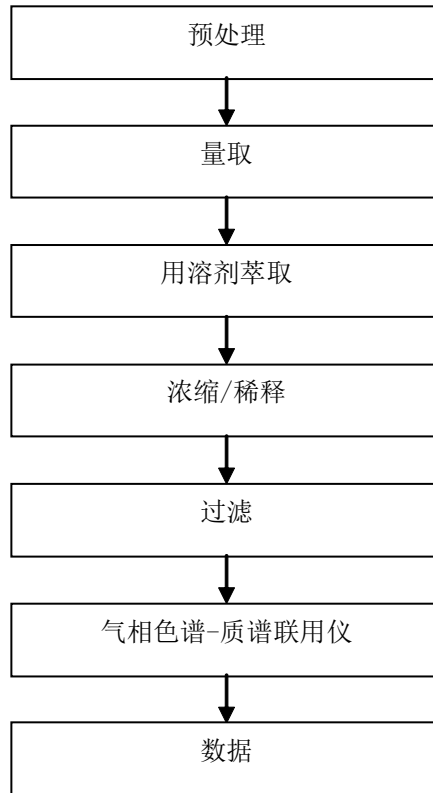 预处理
量取
用溶剂萃取
浓缩/稀释
过滤
气相色谱-质谱联用仪
数据